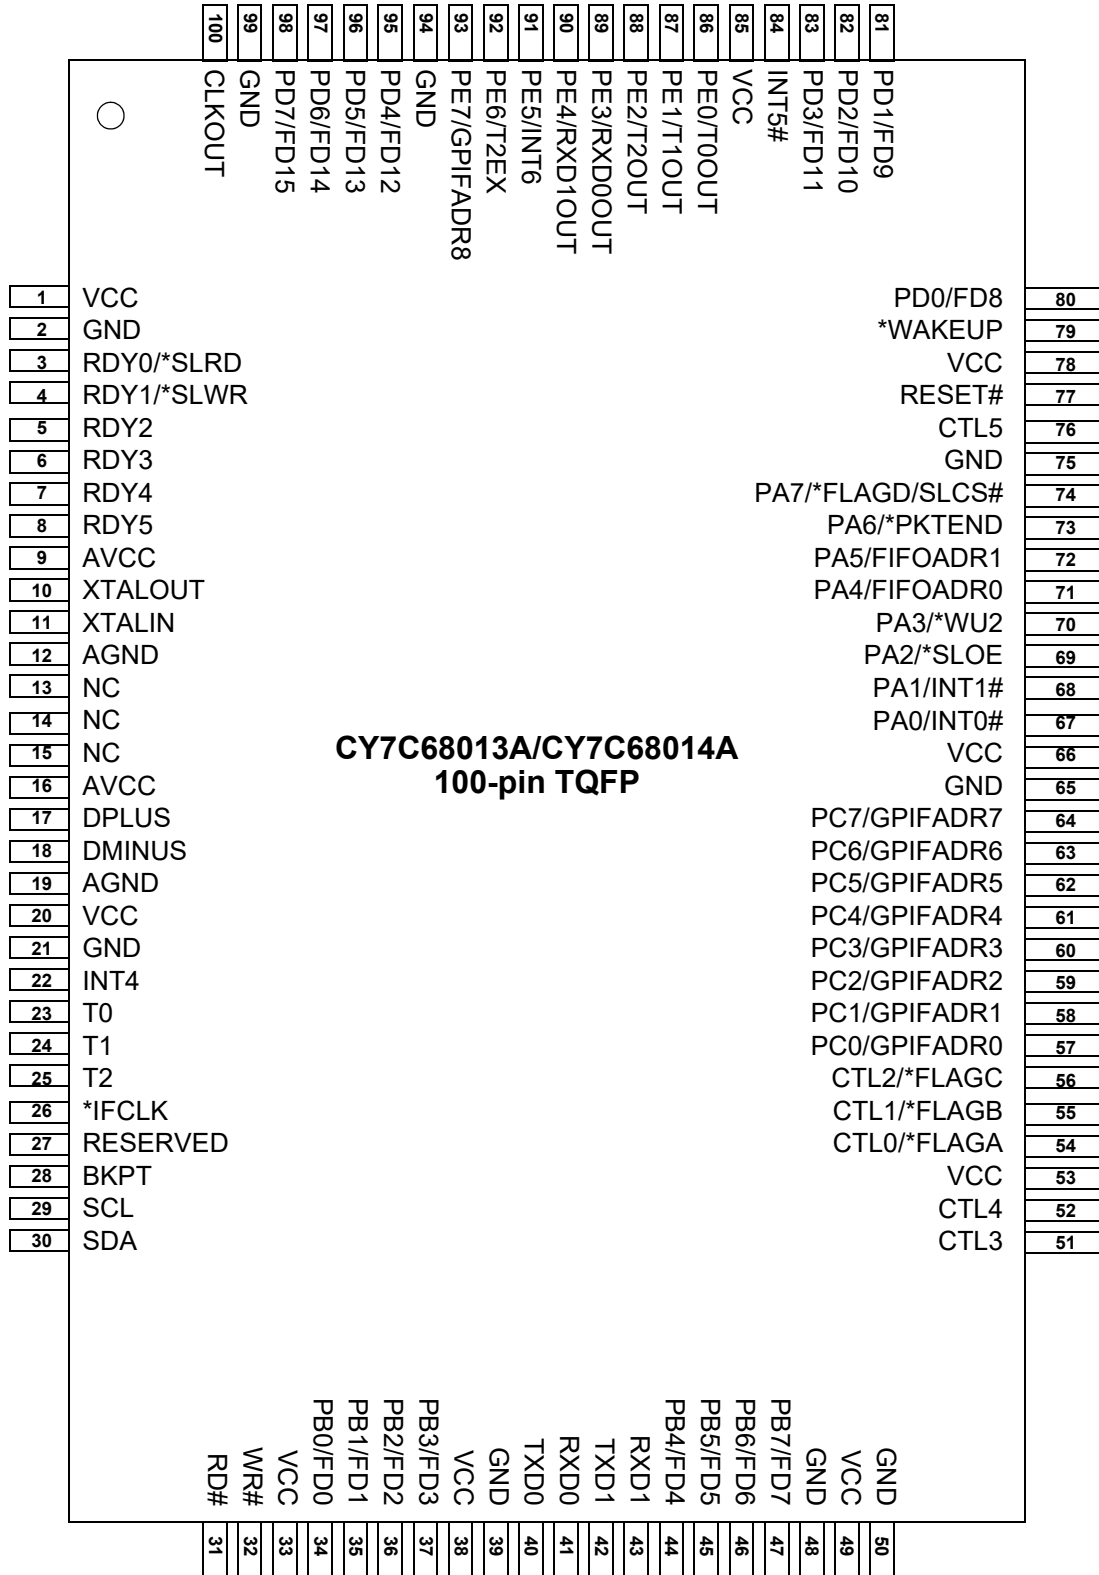 100 99 98 97 96 95 94 93 92 91 90 89 88 87 86 85 84 83 82 81
CLKOUT
GND
PD7/FD15
PD6/FD14
PD5/FD13
PD4/FD12
GND
PE7/GPIFADR8
PE6/T2EX
PE5/INT6
PE4/RXD1OUT
PE3/RXD0OUT
PE2/T2OUT
PE1/T1OUT
PE0/T0OUT
VCC
INT5#
PD3/FD11
PD2/FD10
PD1/FD9
1 VCC PD0/FD8 80
2 GND *WAKEUP 79
3 RDY0/*SLRD VCC 78
4 RDY1/*SLWR RESET# 77
5 RDY2 CTL5 76
6 RDY3 GND 75
7 RDY4 PA7/*FLAGD/SLCS# 74
8 RDY5 PA6/*PKTEND 73
9 AVCC PA5/FIFOADR1 72
10 XTALOUT PA4/FIFOADR0 71
11 XTALIN PA3/*WU2 70
12 AGND PA2/*SLOE 69
13 NC PA1/INT1# 68
14 NC PA0/INT0# 67
15 NC CY7C68013A/CY7C68014A VCC 66
16 AVCC 100-pin TQFP GND 65
17 DPLUS PC7/GPIFADR7 64
18 DMINUS PC6/GPIFADR6 63
19 AGND PC5/GPIFADR5 62
20 VCC PC4/GPIFADR4 61
21 GND PC3/GPIFADR3 60
22 INT4 PC2/GPIFADR2 59
23 T0 PC1/GPIFADR1 58
24 T1 PC0/GPIFADR0 57
25 T2 CTL2/*FLAGC 56
26 *IFCLK CTL1/*FLAGB 55
27 RESERVED CTL0/*FLAGA 54
28 BKPT VCC 53
29 SCL CTL4 52
30 SDA CTL3 51
RD#
WR#
VCC
PB0/FD0
PB1/FD1
PB2/FD2
PB3/FD3
VCC
GND
TXD0
RXD0
TXD1
RXD1
PB4/FD4
PB5/FD5
PB6/FD6
PB7/FD7
GND
VCC
GND
31 32 33 34 35 36 37 38 39 40 41 42 43 44 45 46 47 48 49 50